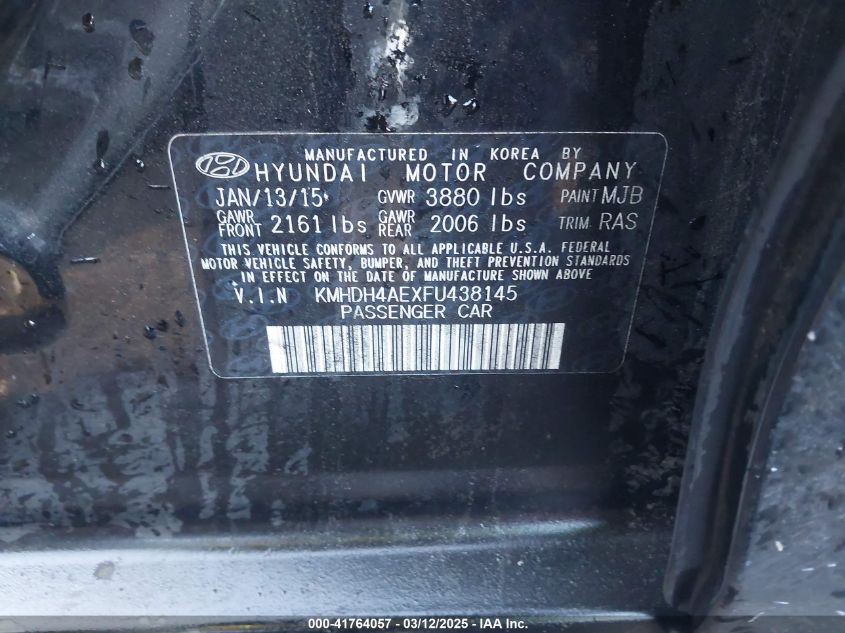 MANUFACTURED IN KOREA BY
HYUNDAI MOTOR COMPANY
JAN/13/15* GVWR 3880 lbs PAINT MJB
GAWR FRONT 2161 lbs GAWR REAR 2006 lbs TRIM RAS
THIS VEHICLE CONFORMS TO ALL APPLICABLE U.S.A. FEDERAL
MOTOR VEHICLE SAFETY, BUMPER, AND THEFT PREVENTION STANDARDS
IN EFFECT ON THE DATE OF MANUFACTURE SHOWN ABOVE
V.I.N KMHDH4AEXFU438145
PASSENGER CAR
000-41764057 - 03/12/2025 - IAA Inc.